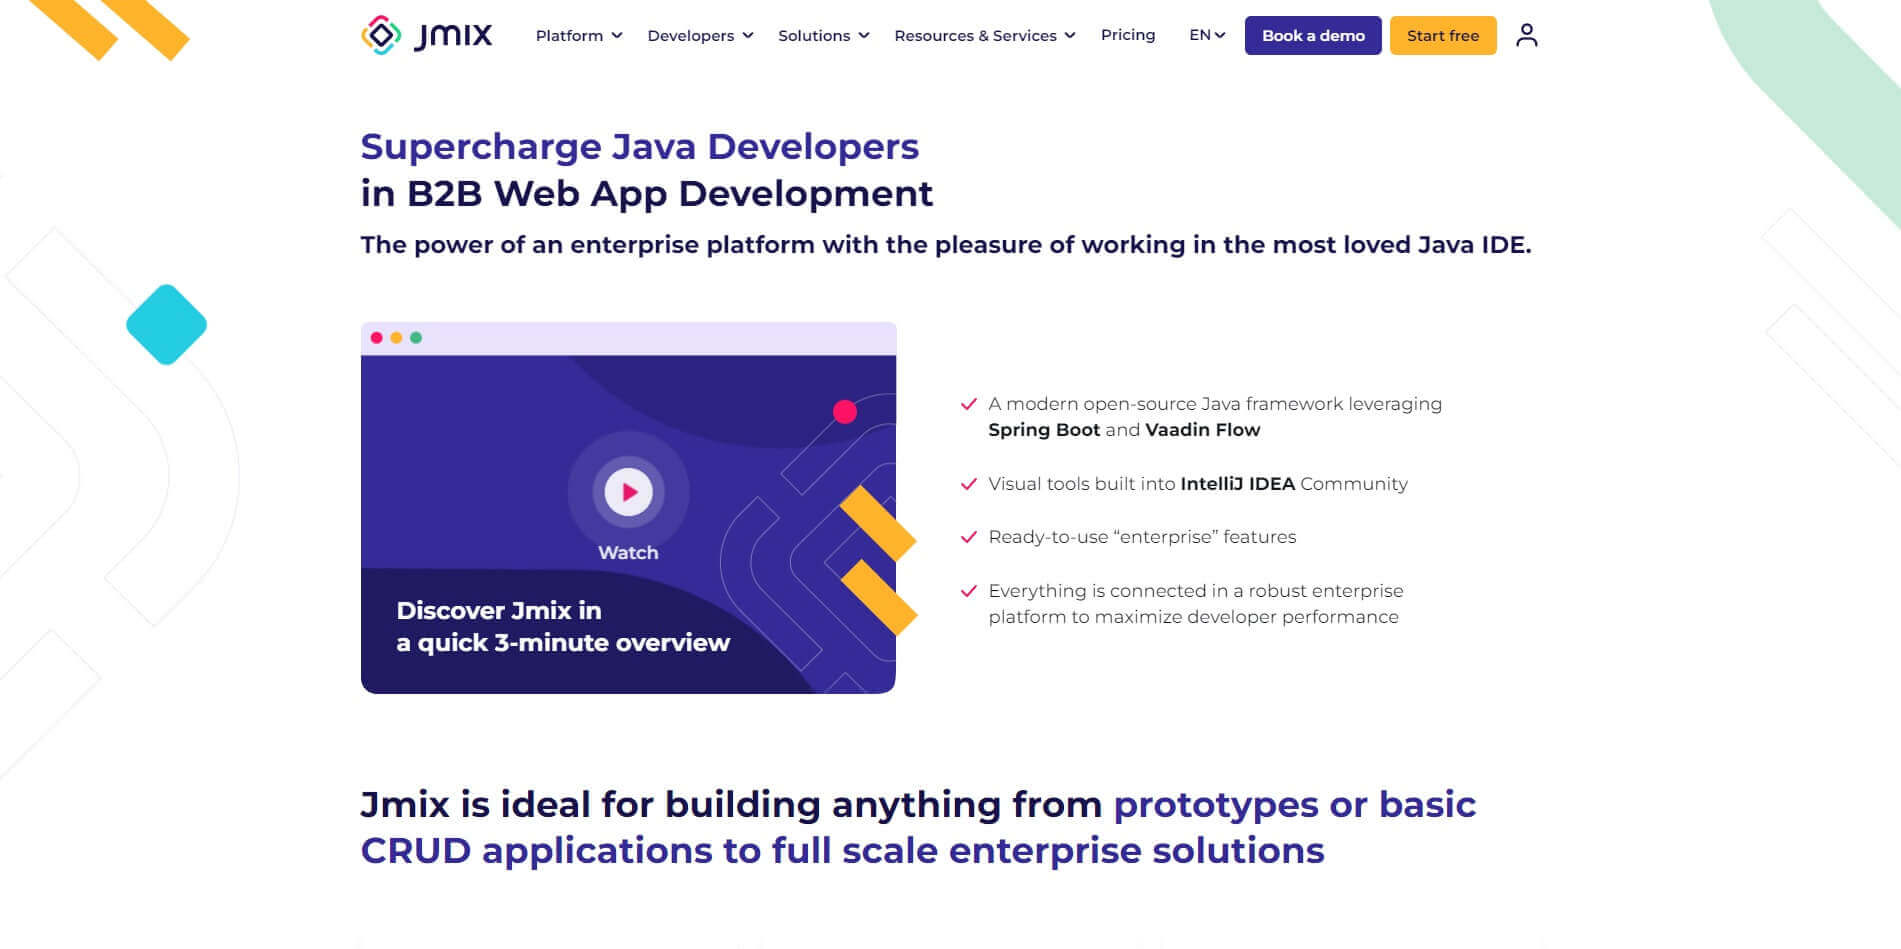 Jmix Platform Developers Solutions Resources & Services Pricing EN Book a demo Start free
Supercharge Java Developers
in B2B Web App Development
The power of an enterprise platform with the pleasure of working in the most loved Java IDE.
Watch
Discover Jmix in
a quick 3-minute overview
A modern open-source Java framework leveraging
Spring Boot and Vaadin Flow
Visual tools built into IntelliJ IDEA Community
Ready-to-use “enterprise” features
Everything is connected in a robust enterprise
platform to maximize developer performance
Jmix is ideal for building anything from prototypes or basic
CRUD applications to full scale enterprise solutions